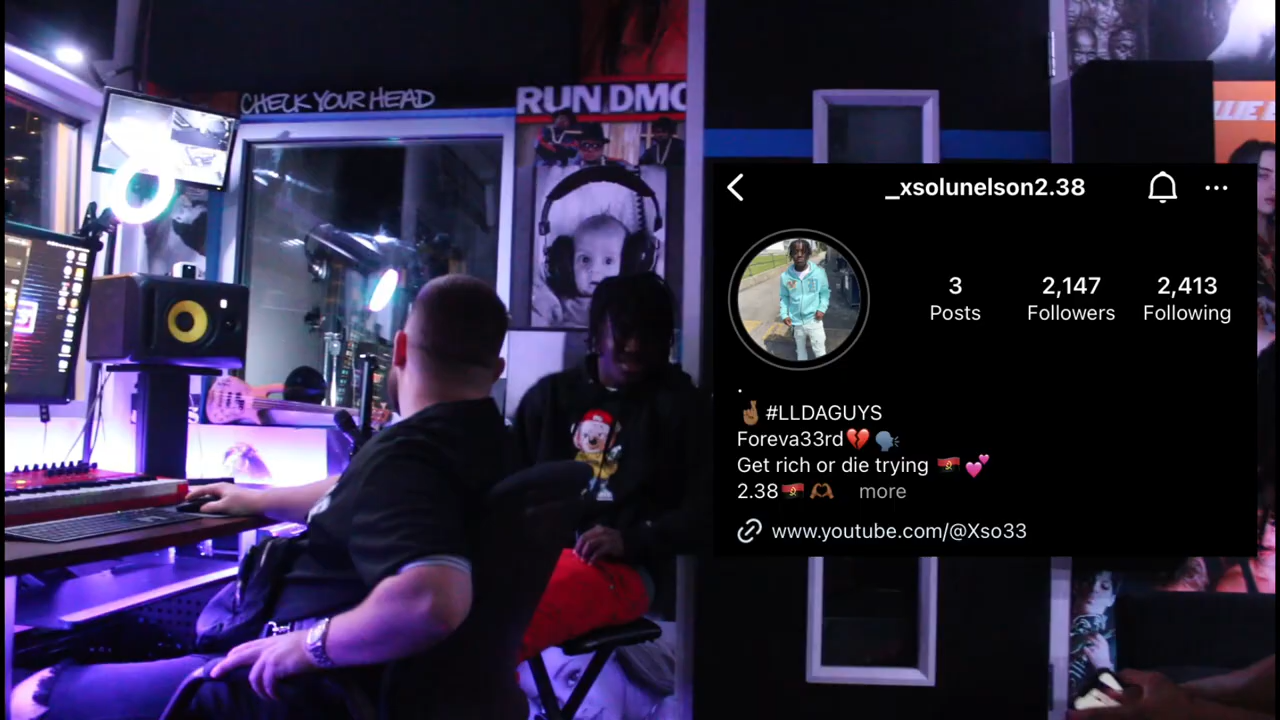 CHECK YOUR HEAD
RUN DMC
LLIE E
_xsolunelson2.38
3
Posts
2,147
Followers
2,413
Following
.
🤞🏾#LLDAGUYS
Foreva33rd💔🗣️
Get rich or die trying 🇦🇴💕
2.38🇦🇴🫶🏾 more
www.youtube.com/@Xso33